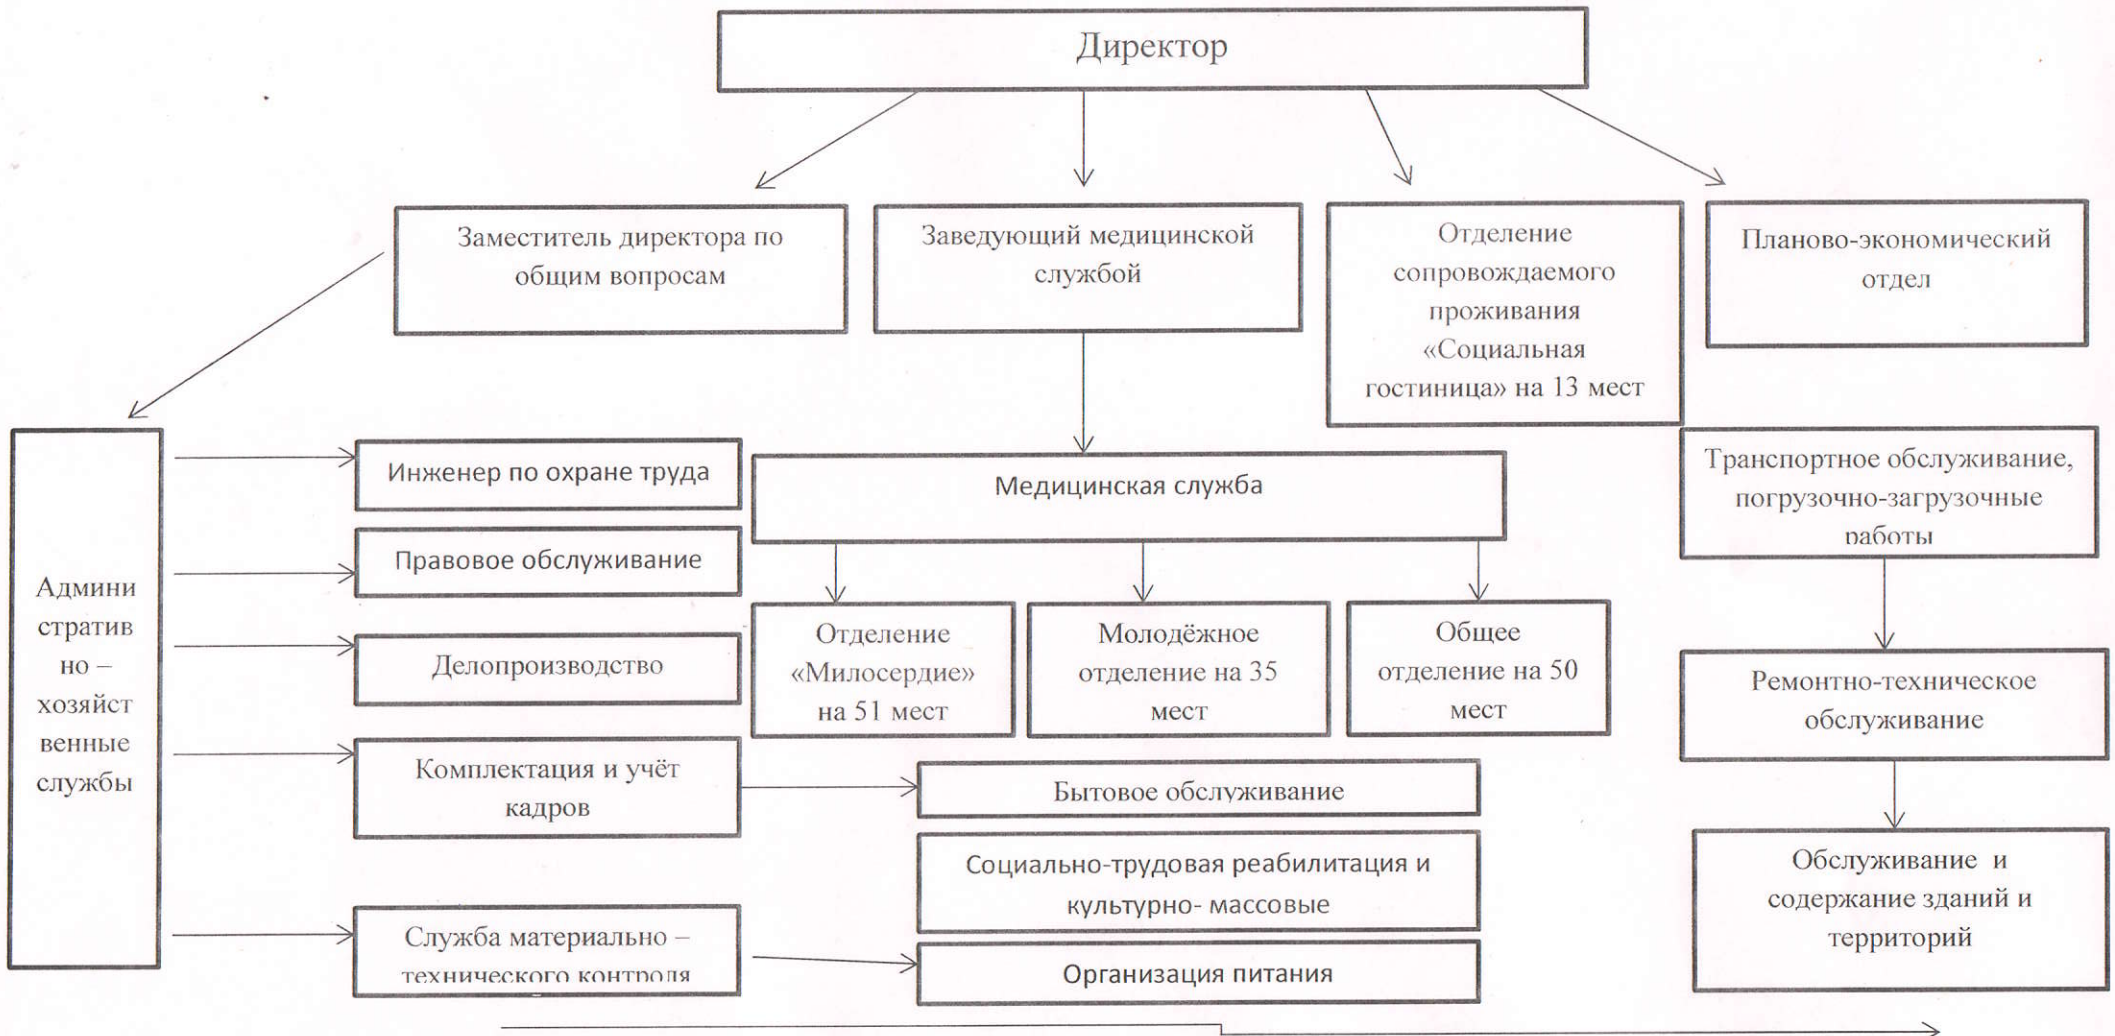 Директор
Заместитель директора по
общим вопросам
Заведующий медицинской
службой
Отделение
сопровождаемого
проживания
«Социальная
гостиница» на 13 мест
Планово-экономический
отдел
Админи
стратив
но –
хозяйст
венные
службы
Инженер по охране труда
Правовое обслуживание
Делопроизводство
Комплектация и учёт
кадров
Служба материально –
технического контроля
Медицинская служба
Отделение
«Милосердие»
на 51 мест
Молодёжное
отделение на 35
мест
Общее
отделение на 50
мест
Бытовое обслуживание
Социально-трудовая реабилитация и
культурно- массовые
Организация питания
Транспортное обслуживание,
погрузочно-загрузочные
работы
Ремонтно-техническое
обслуживание
Обслуживание и
содержание зданий и
территорий